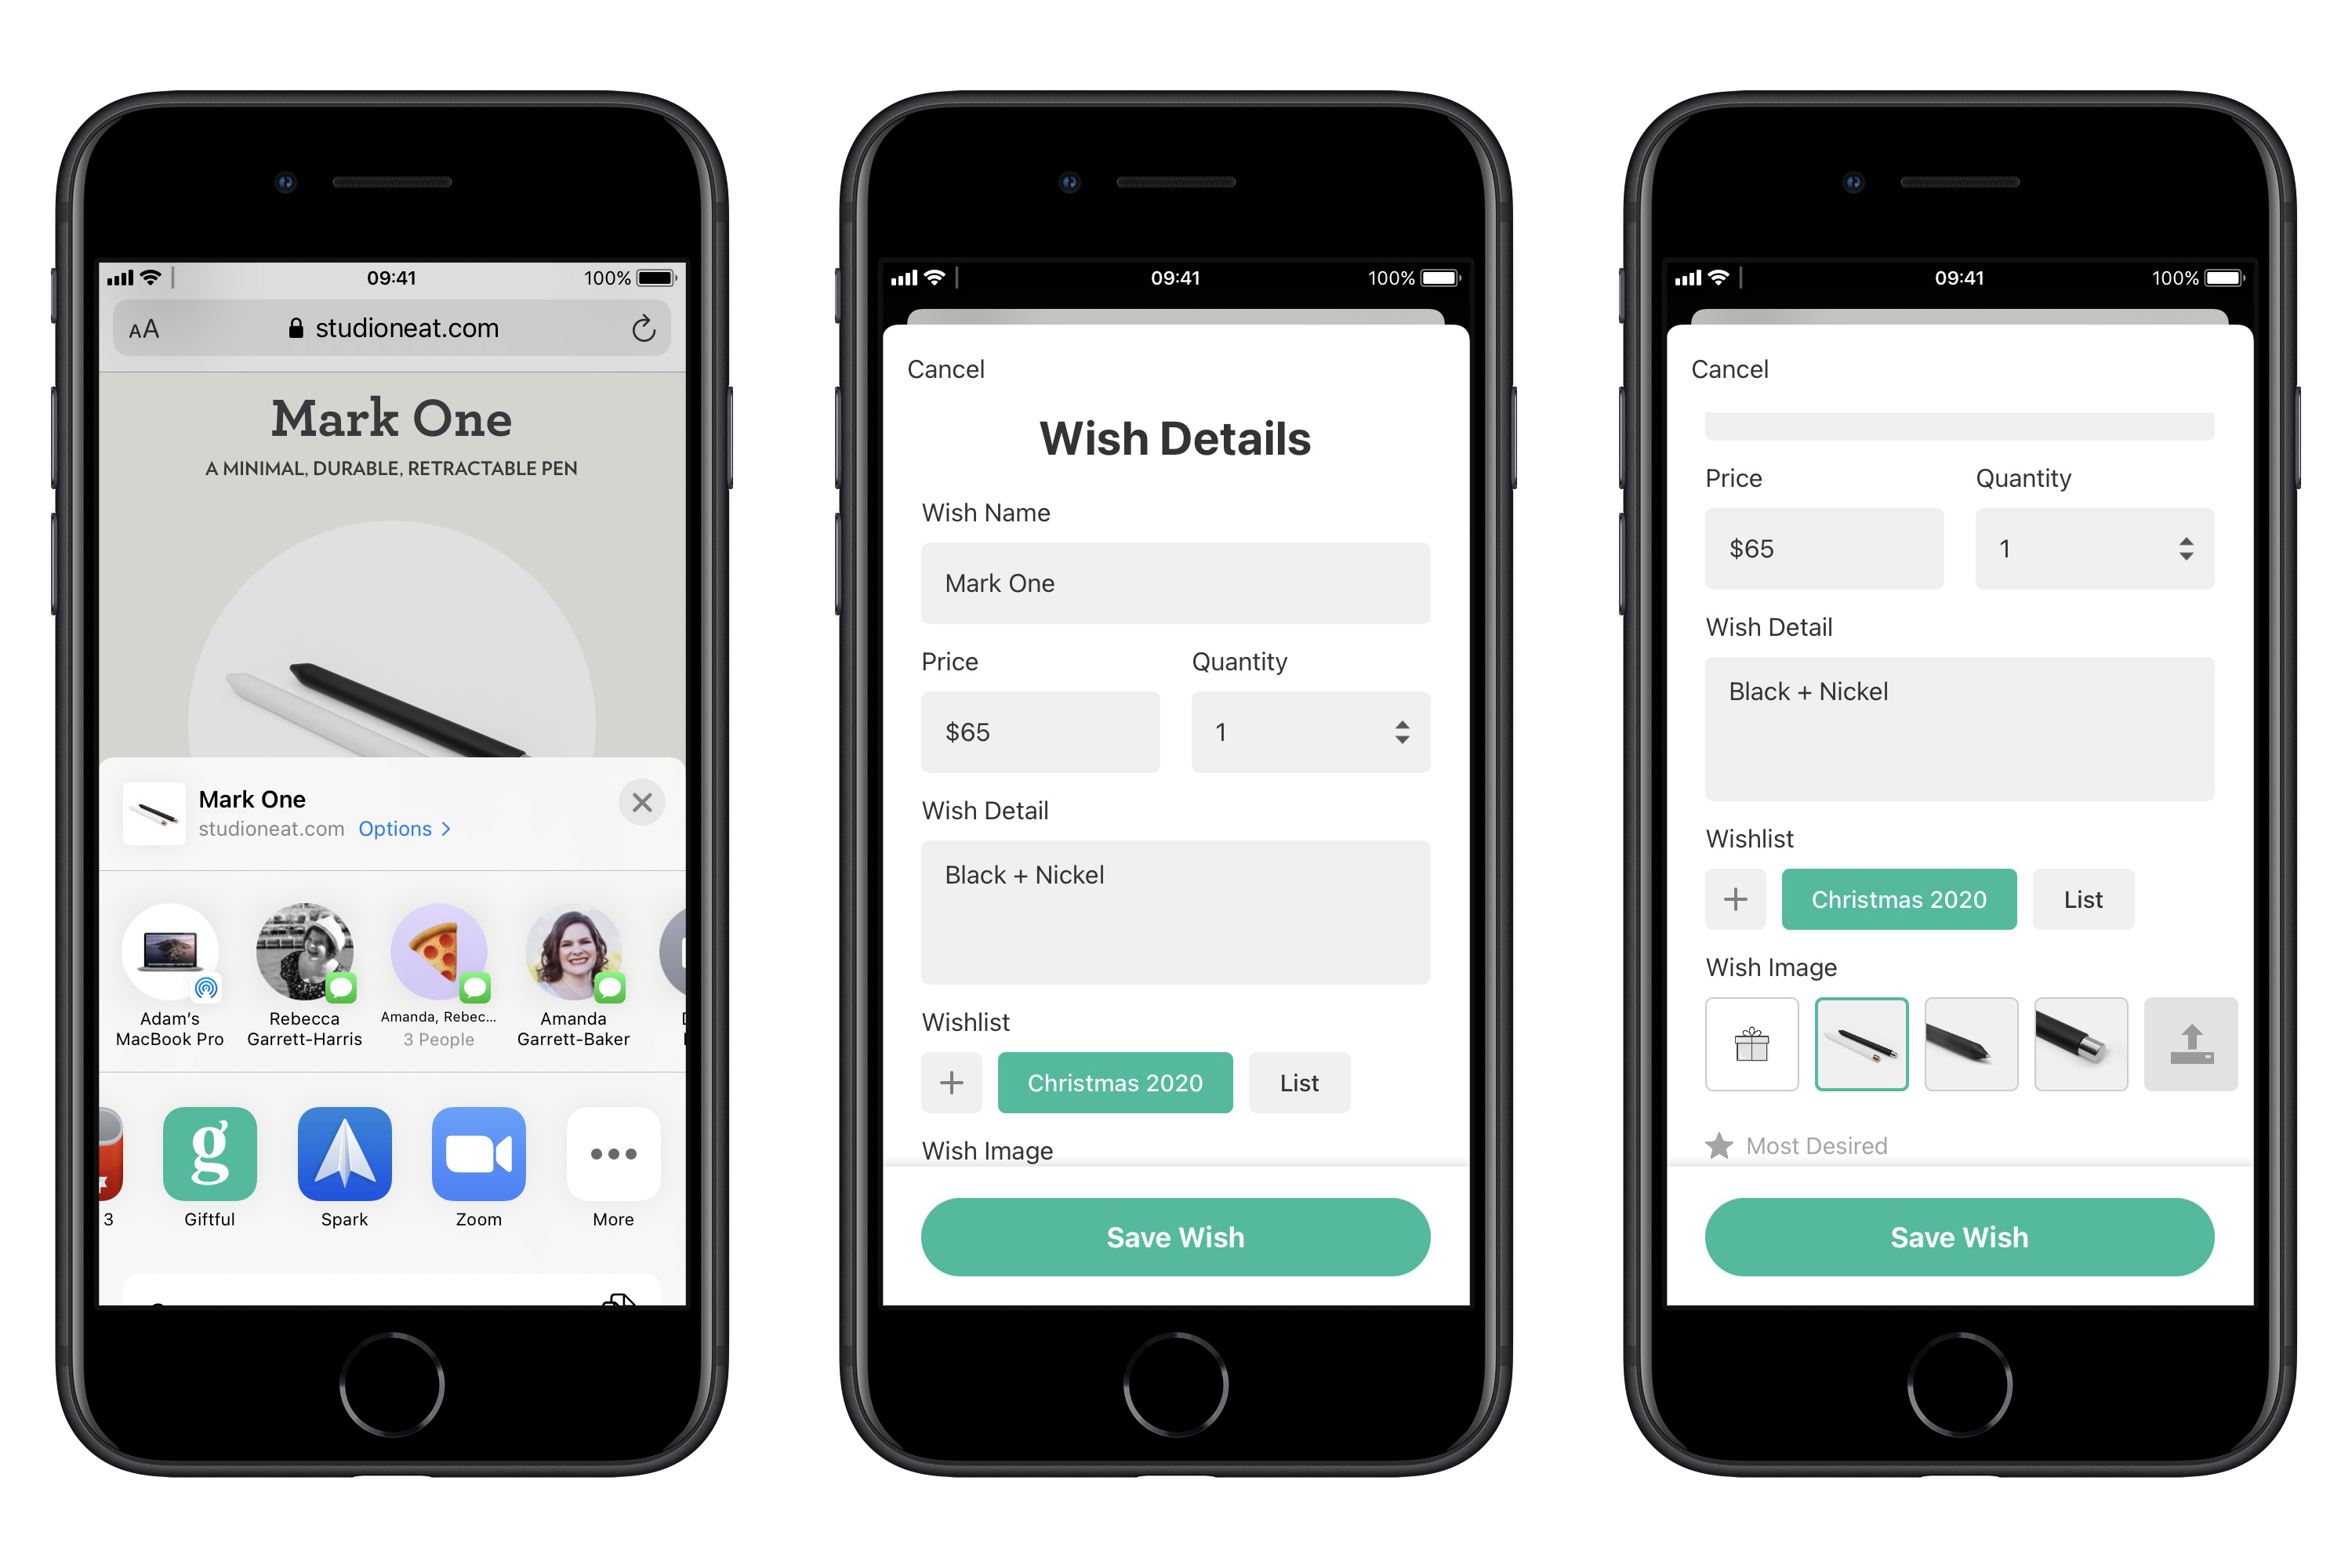 09:41
100%
AA
studioneat.com
Mark One
A MINIMAL, DURABLE, RETRACTABLE PEN
Mark One
studioneat.com Options >
Adam's
MacBook Pro
Rebecca
Garrett-Harris
Amanda, Rebec...
3 People
Amanda
Garrett-Baker
3
Giftful
Spark
Zoom
More
09:41
100%
Cancel
Wish Details
Wish Name
Mark One
Price
Quantity
$65
1
Wish Detail
Black + Nickel
Wishlist
+
Christmas 2020
List
Wish Image
Save Wish
09:41
100%
Cancel
Price
Quantity
$65
1
Wish Detail
Black + Nickel
Wishlist
+
Christmas 2020
List
Wish Image
Most Desired
Save Wish